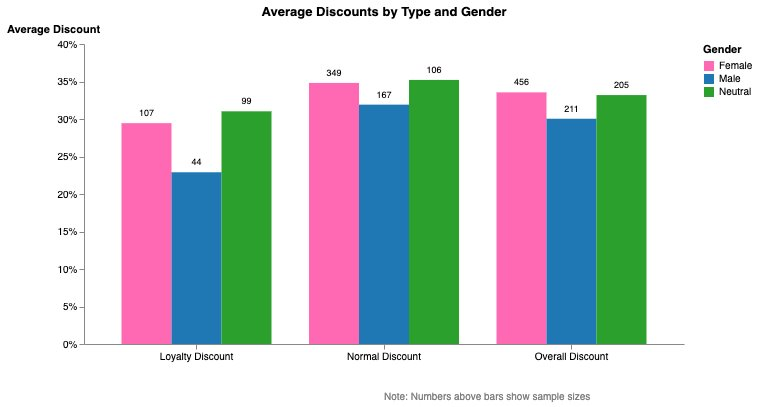 Average Discounts by Type and Gender
Average Discount
40%
35%
30%
25%
20%
15%
10%
5%
0%
107
44
99
349
167
106
456
211
205
Loyalty Discount
Normal Discount
Overall Discount
Gender
Female
Male
Neutral
Note: Numbers above bars show sample sizes